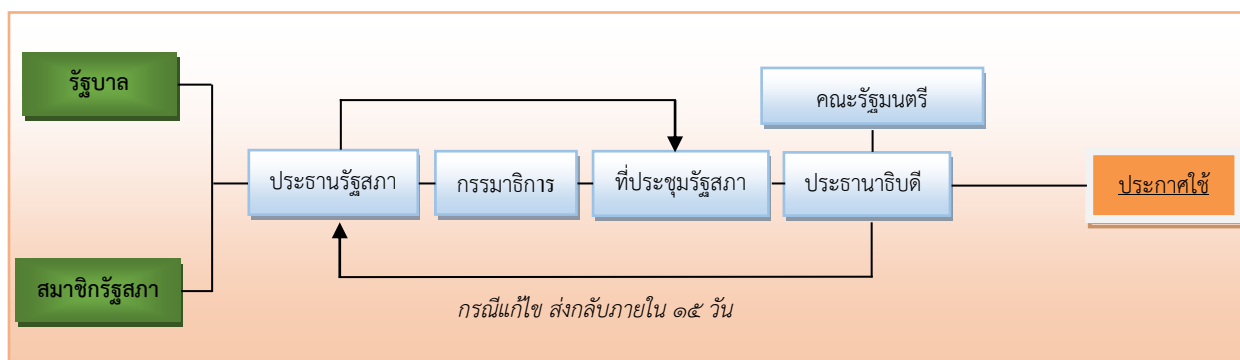 รัฐบาล
คณะรัฐมนตรี
ประธานรัฐสภา
กรรมาธิการ
ที่ประชุมรัฐสภา
ประธานาธิบดี
ประกาศใช้
สมาชิกรัฐสภา
กรณีแก้ไข ส่งกลับภายใน ๑๕ วัน